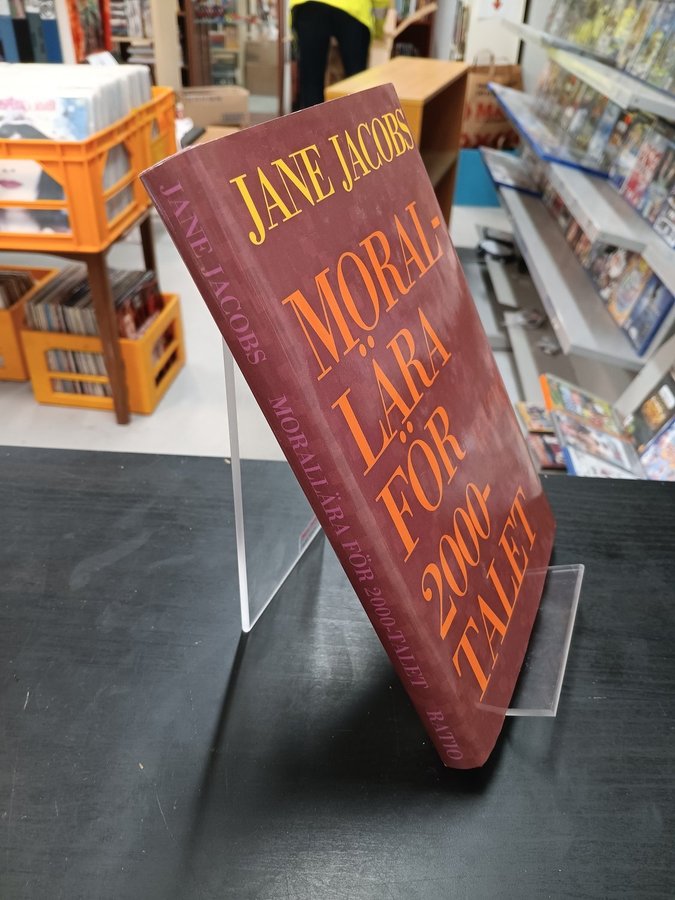 JANE JACOBS
MORAL-
LÄRA
FÖR
2000-
TALET
JANE JACOBS MORALLÄRA FÖR 2000-TALET RATIO